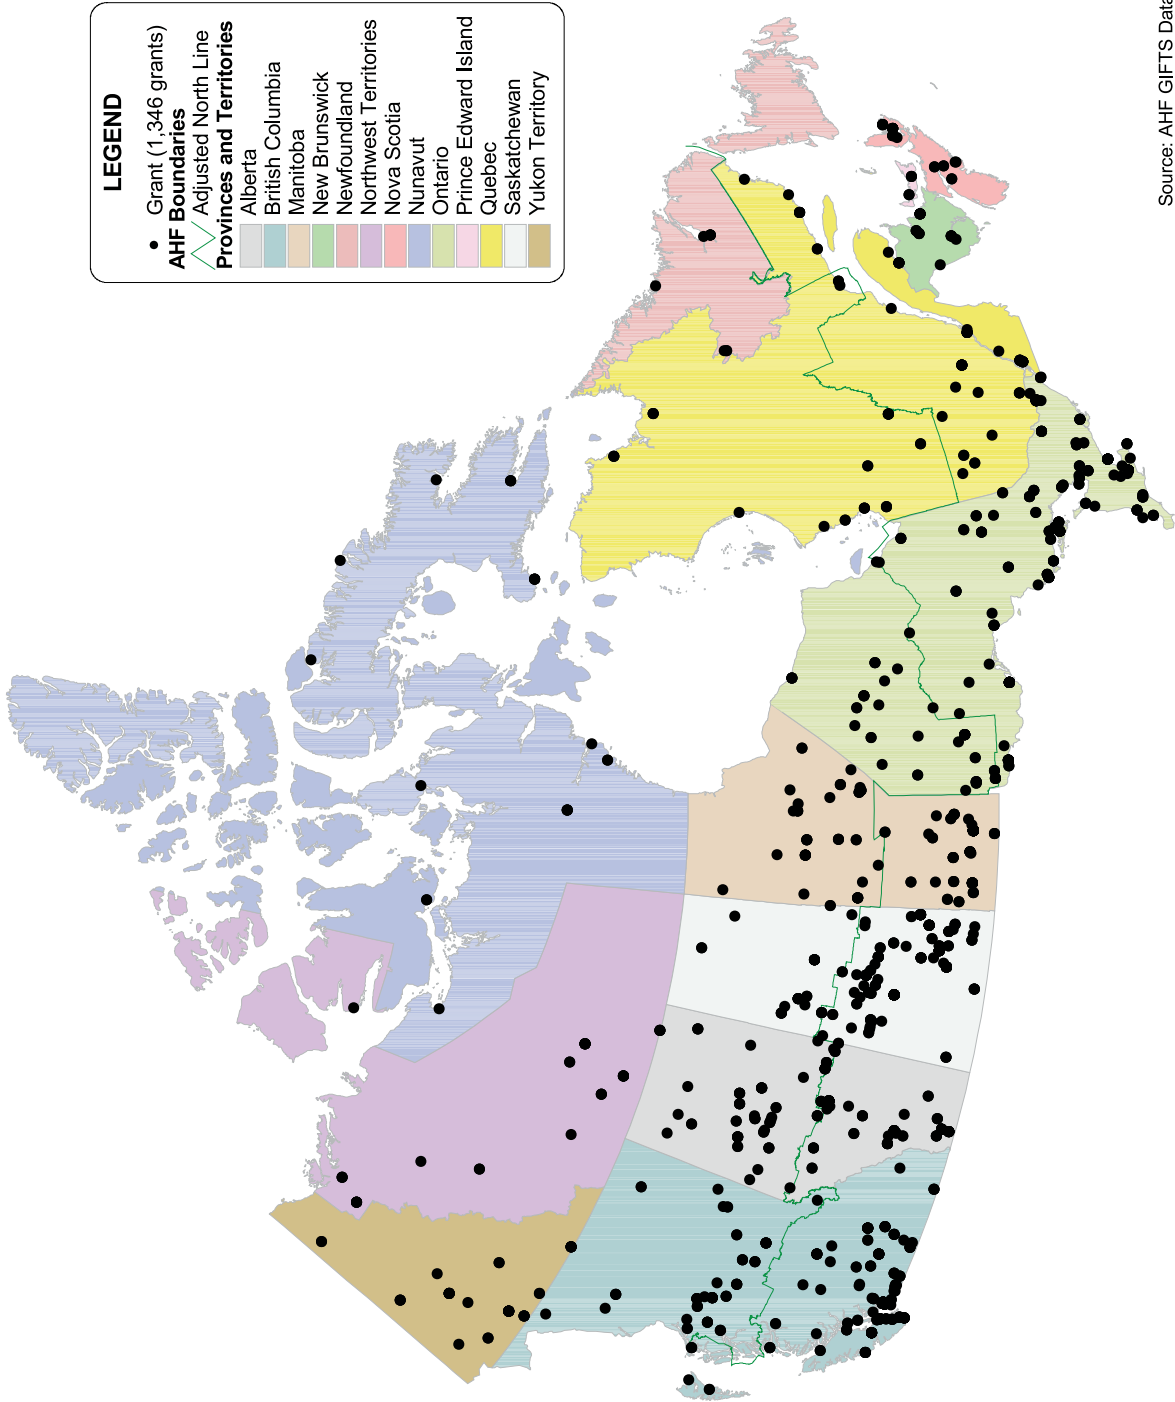 LEGEND
Grant (1,346 grants)
AHF Boundaries
Adjusted North Line
Provinces and Territories
Alberta
British Columbia
Manitoba
New Brunswick
Newfoundland
Northwest Territories
Nova Scotia
Nunavut
Ontario
Prince Edward Island
Quebec
Saskatchewan
Yukon Territory
Source: AHF GIFTS Data